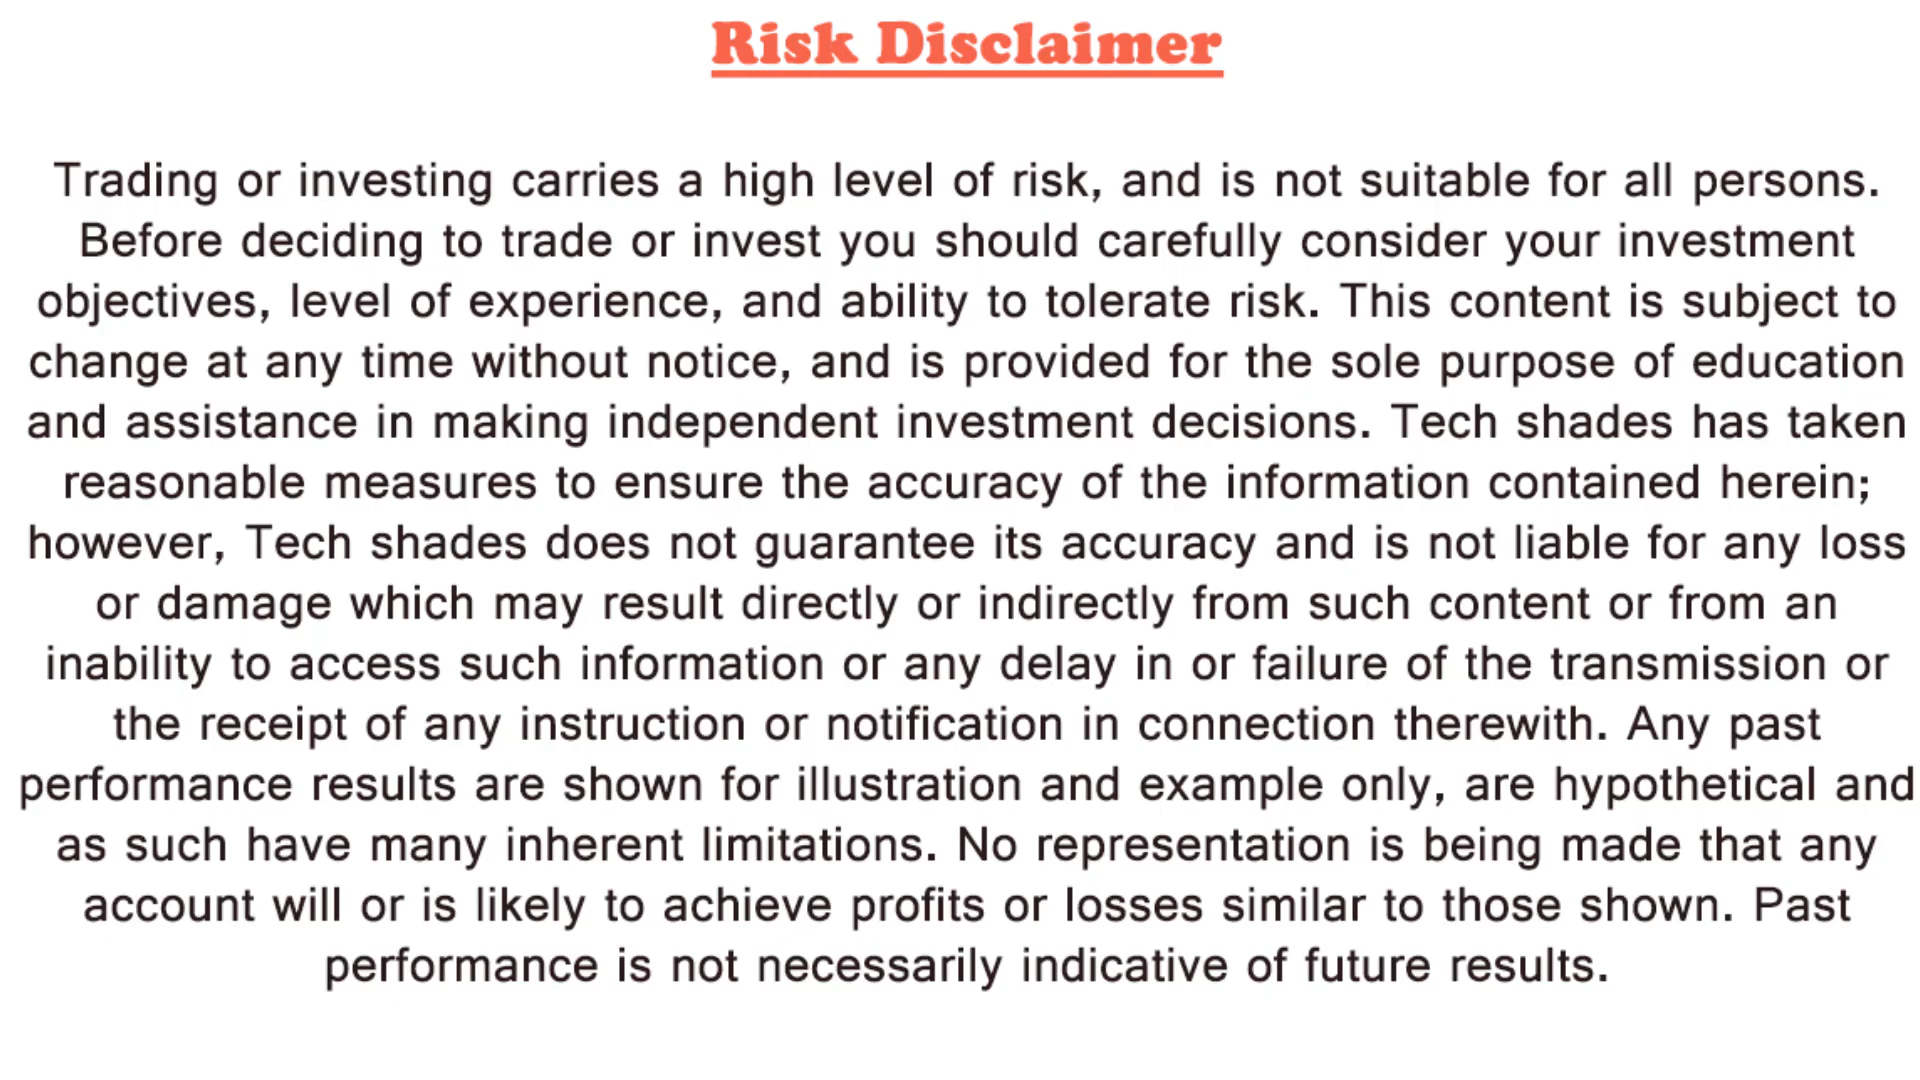 Risk Disclaimer
Trading or investing carries a high level of risk, and is not suitable for all persons.
Before deciding to trade or invest you should carefully consider your investment
objectives, level of experience, and ability to tolerate risk. This content is subject to
change at any time without notice, and is provided for the sole purpose of education
and assistance in making independent investment decisions. Tech shades has taken
reasonable measures to ensure the accuracy of the information contained herein;
however, Tech shades does not guarantee its accuracy and is not liable for any loss
or damage which may result directly or indirectly from such content or from an
inability to access such information or any delay in or failure of the transmission or
the receipt of any instruction or notification in connection therewith. Any past
performance results are shown for illustration and example only, are hypothetical and
as such have many inherent limitations. No representation is being made that any
account will or is likely to achieve profits or losses similar to those shown. Past
performance is not necessarily indicative of future results.